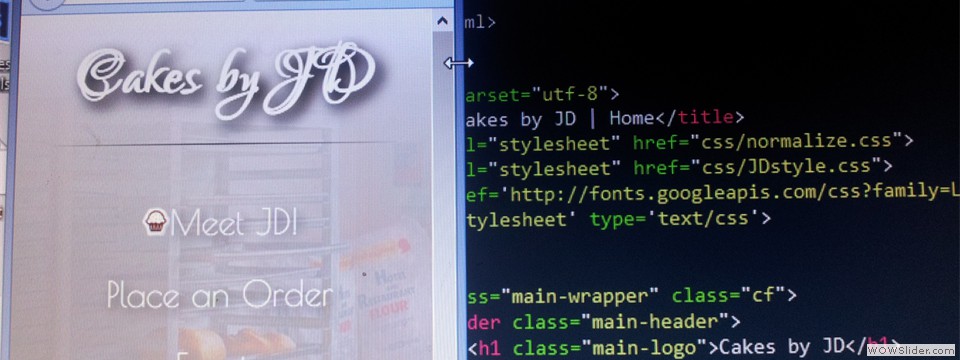 Cakes by JD
Meet JD!
Place an Order
ml>
arset="utf-8">
akes by JD | Home</title>
l="stylesheet" href="css/normalize.css">
l="stylesheet" href="css/JDstyle.css">
ef='http://fonts.googleapis.com/css?family=L
tylesheet' type='text/css'>
ss="main-wrapper" class="cf">
der class="main-header">
<h1 class="main-logo">Cakes by JD</h1>
FLOUR
WOWSlider.com